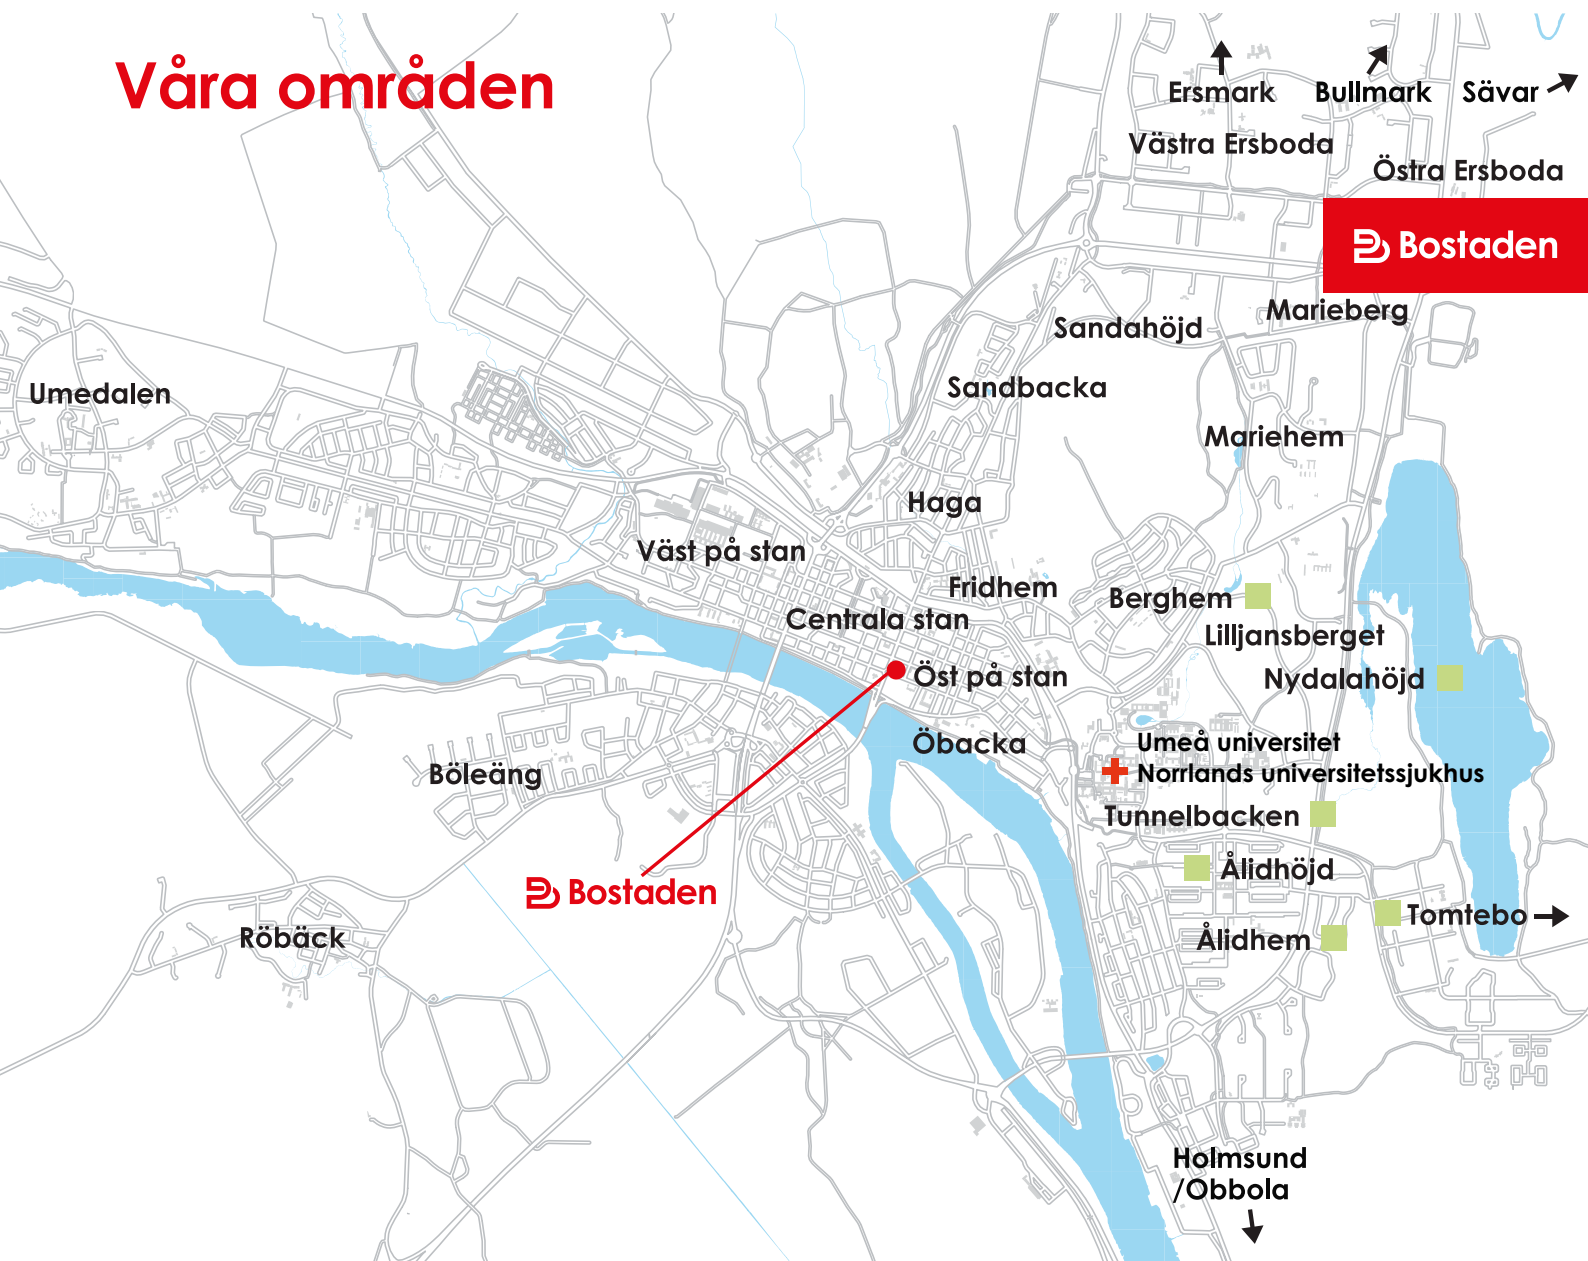 Våra områden
Ersmark
Bullmark
Sävar
Västra Ersboda
Östra Ersboda
Bostaden
Marieberg
Sandahöjd
Sandbacka
Umedalen
Mariehem
Haga
Väst på stan
Fridhem
Berghem
Centrala stan
Lilljansberget
Öst på stan
Nydalahöjd
Öbacka
Umeå universitet
Norrlands universitetssjukhus
Böleäng
Tunnelbacken
Ålidhöjd
Bostaden
Tomtebo
Röbäck
Ålidhem
Holmsund
/Obbola